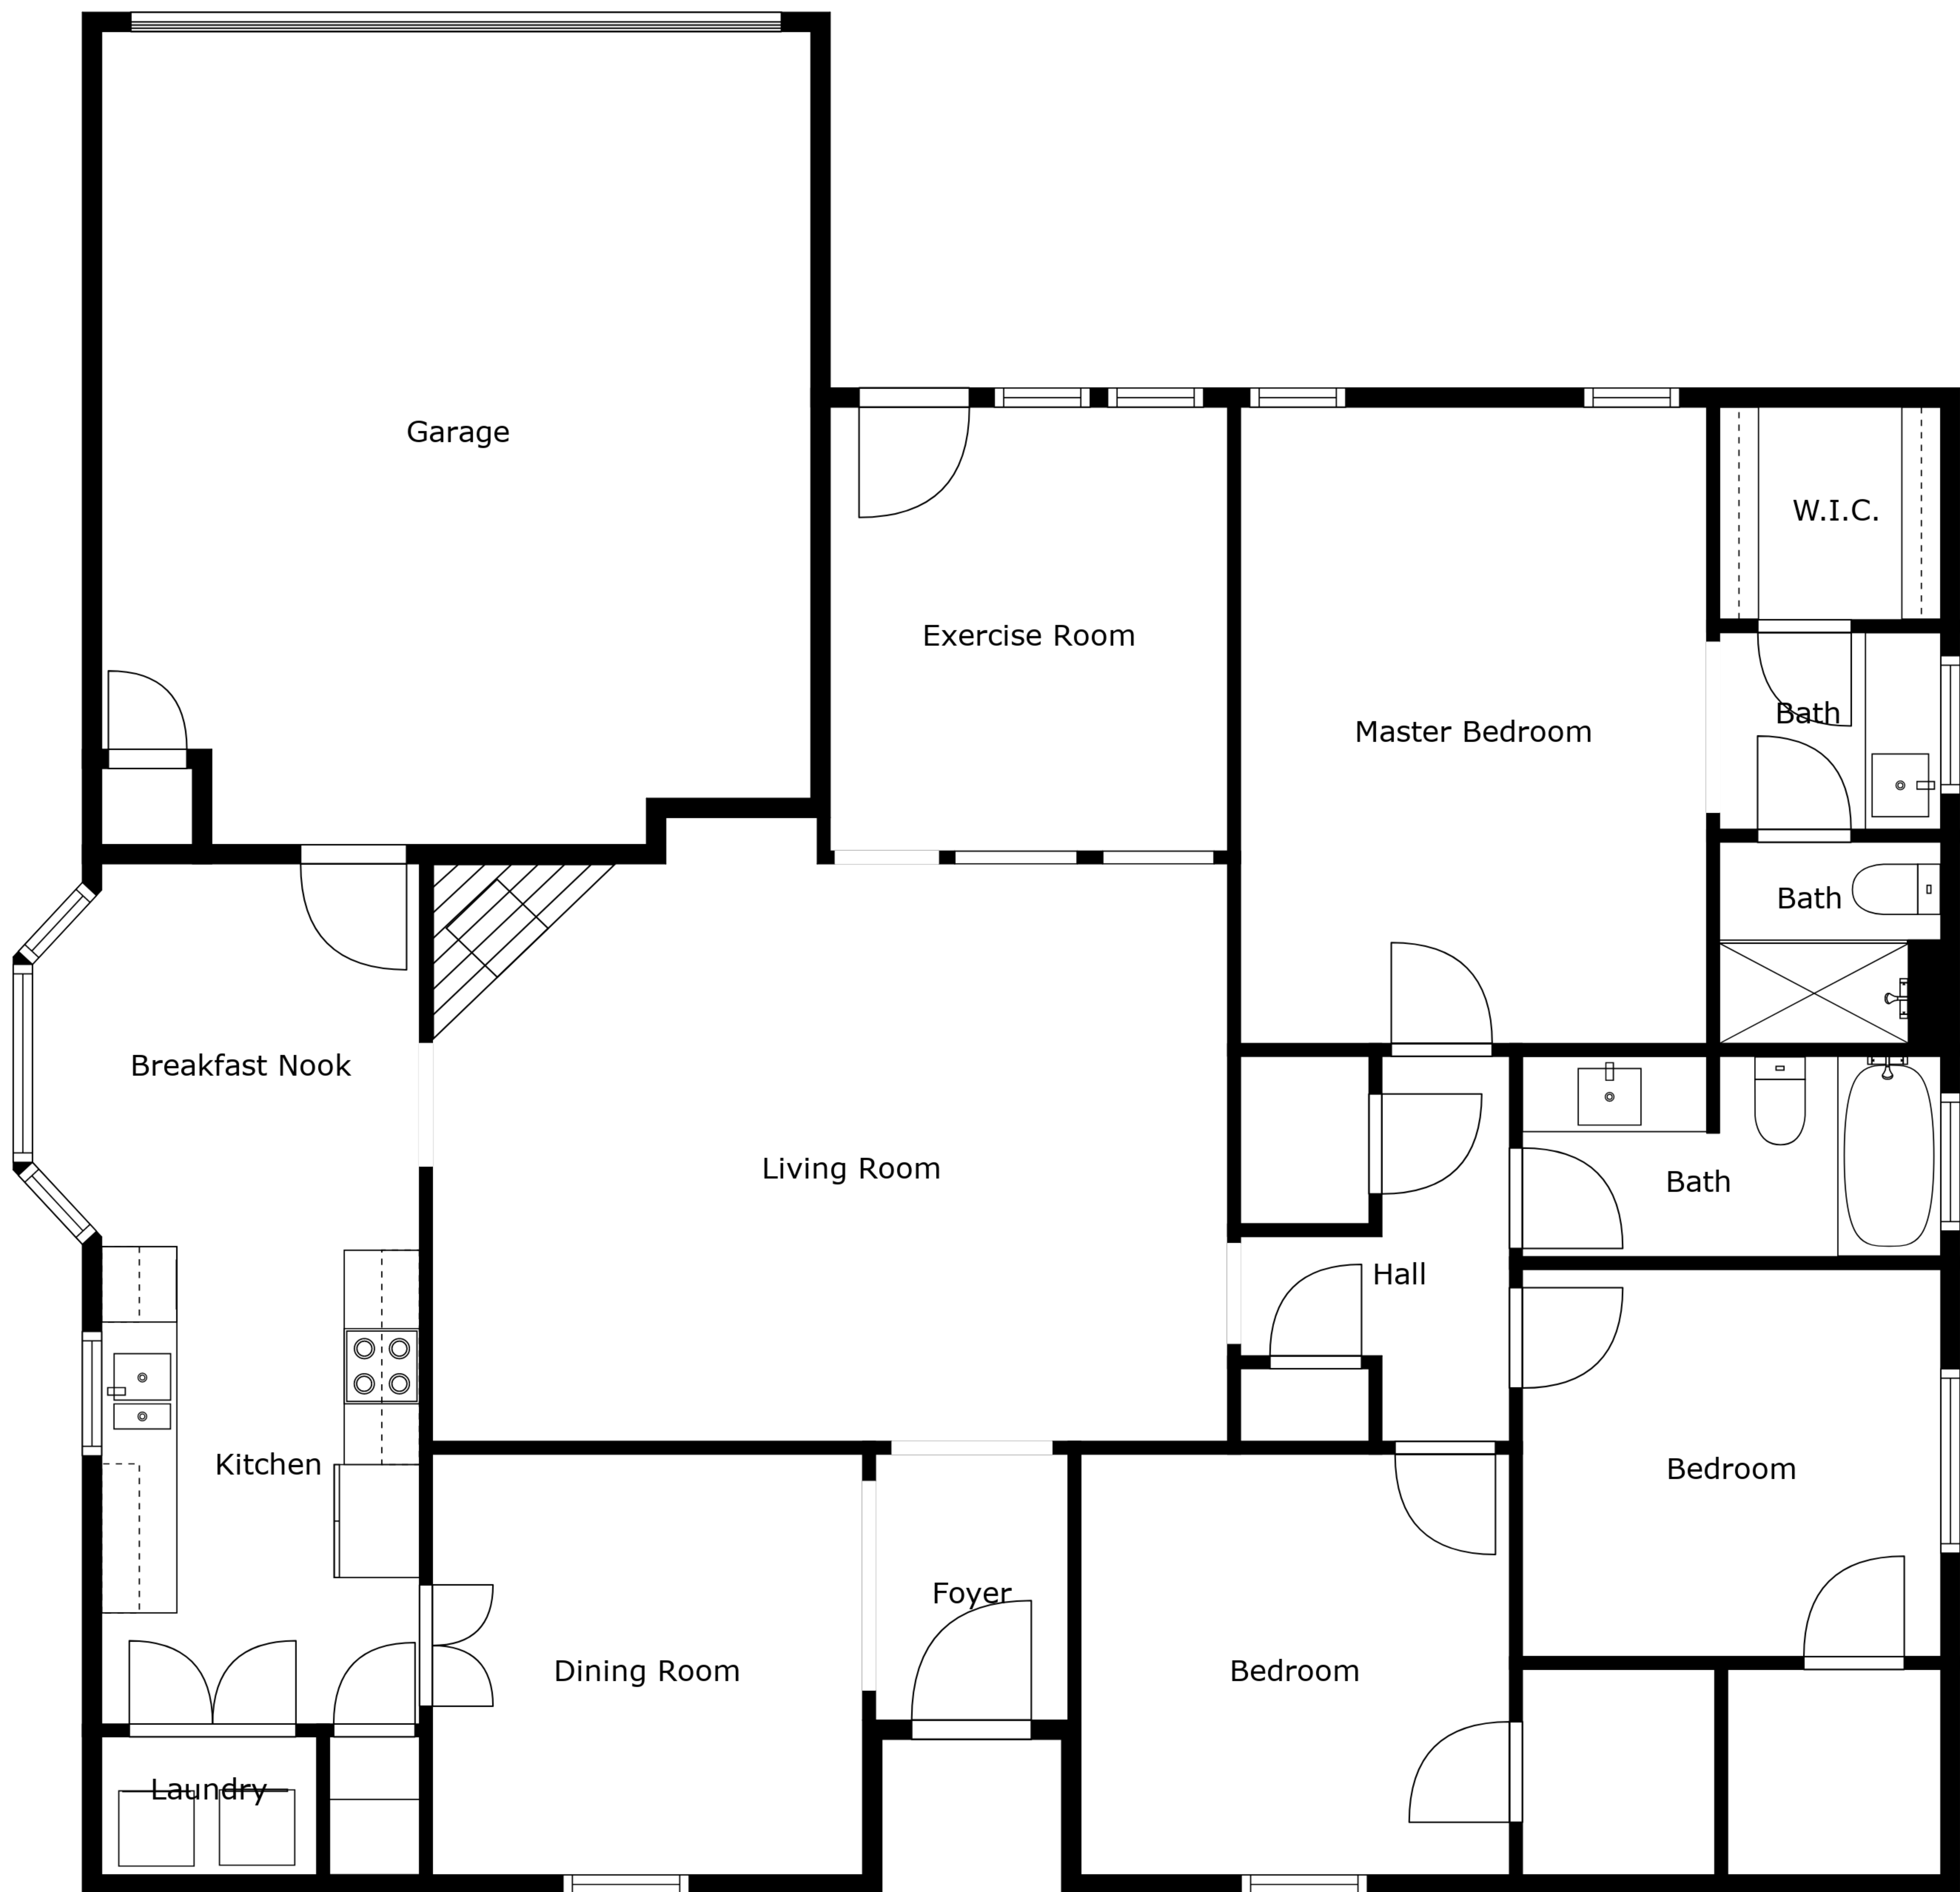 Garage
W.I.C.
Exercise Room
Bath
Master Bedroom
Bath
Breakfast Nook
Living Room
Bath
Hall
Kitchen
Bedroom
Foyer
Dining Room
Bedroom
Laundry